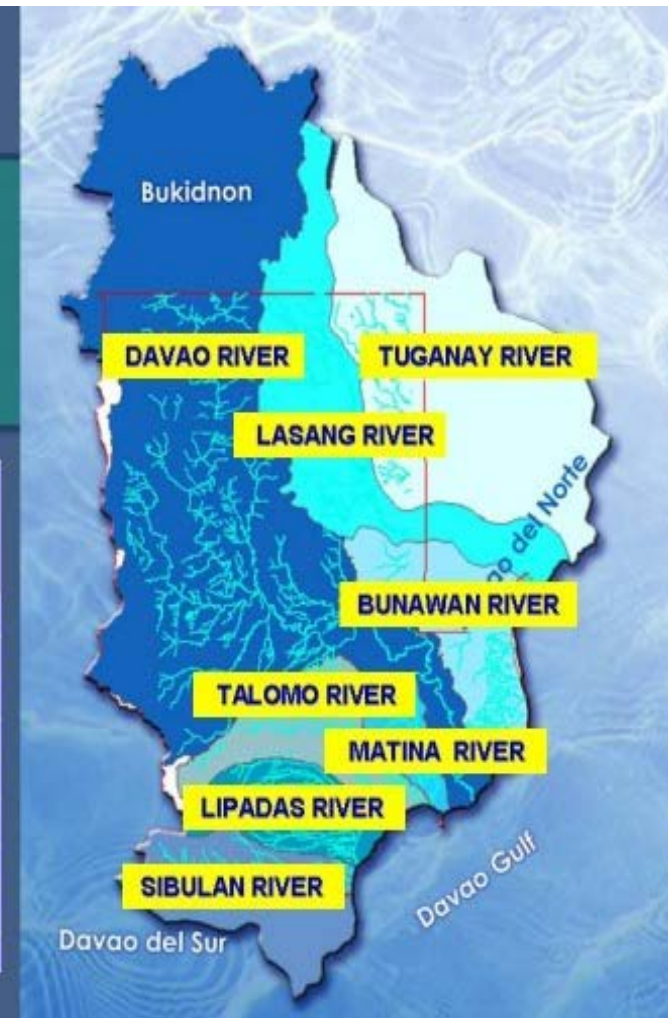 Bukidnon
DAVAO RIVER
TUGANAY RIVER
LASANG RIVER
del Norte
BUNAWAN RIVER
TALOMO RIVER
MATINA RIVER
LIPADAS RIVER
SIBULAN RIVER
Davao Gulf
Davao del Sur